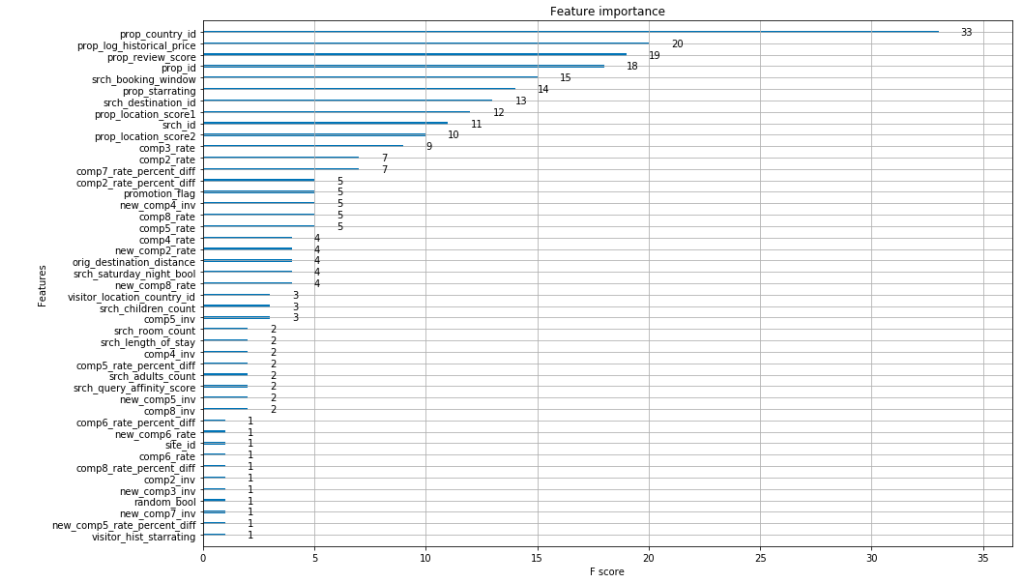 Feature importance
prop_country_id 33
prop_log_historical_price 20
prop_review_score 19
prop_id 18
srch_booking_window 15
prop_starrating 14
srch_destination_id 13
prop_location_score1 12
srch_id 11
prop_location_score2 10
comp3_rate 9
comp2_rate 7
comp7_rate_percent_diff 7
comp2_rate_percent_diff 5
promotion_flag 5
new_comp4_inv 5
comp8_rate 5
comp5_rate 5
comp4_rate 4
new_comp2_rate 4
orig_destination_distance 4
srch_saturday_night_bool 4
new_comp8_rate 4
visitor_location_country_id 3
srch_children_count 3
comp5_inv 3
srch_room_count 2
srch_length_of_stay 2
comp4_inv 2
comp5_rate_percent_diff 2
srch_adults_count 2
srch_query_affinity_score 2
new_comp5_inv 2
comp8_inv 2
comp6_rate_percent_diff 1
new_comp6_rate 1
site_id 1
comp6_rate 1
comp8_rate_percent_diff 1
comp2_inv 1
new_comp3_inv 1
random_bool 1
new_comp7_inv 1
new_comp5_rate_percent_diff 1
visitor_hist_starrating 1
Features
0 5 10 15 20 25 30 35
F score